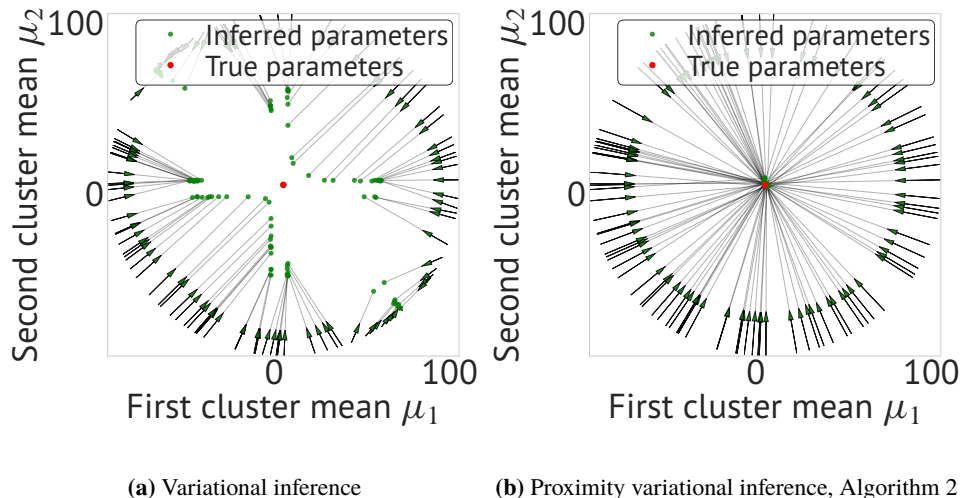 100
Inferred parameters
True parameters
0
Second cluster mean μ2
0
100
First cluster mean μ1
(a) Variational inference
100
Inferred parameters
True parameters
0
Second cluster mean μ2
0
100
First cluster mean μ1
(b) Proximity variational inference, Algorithm 2